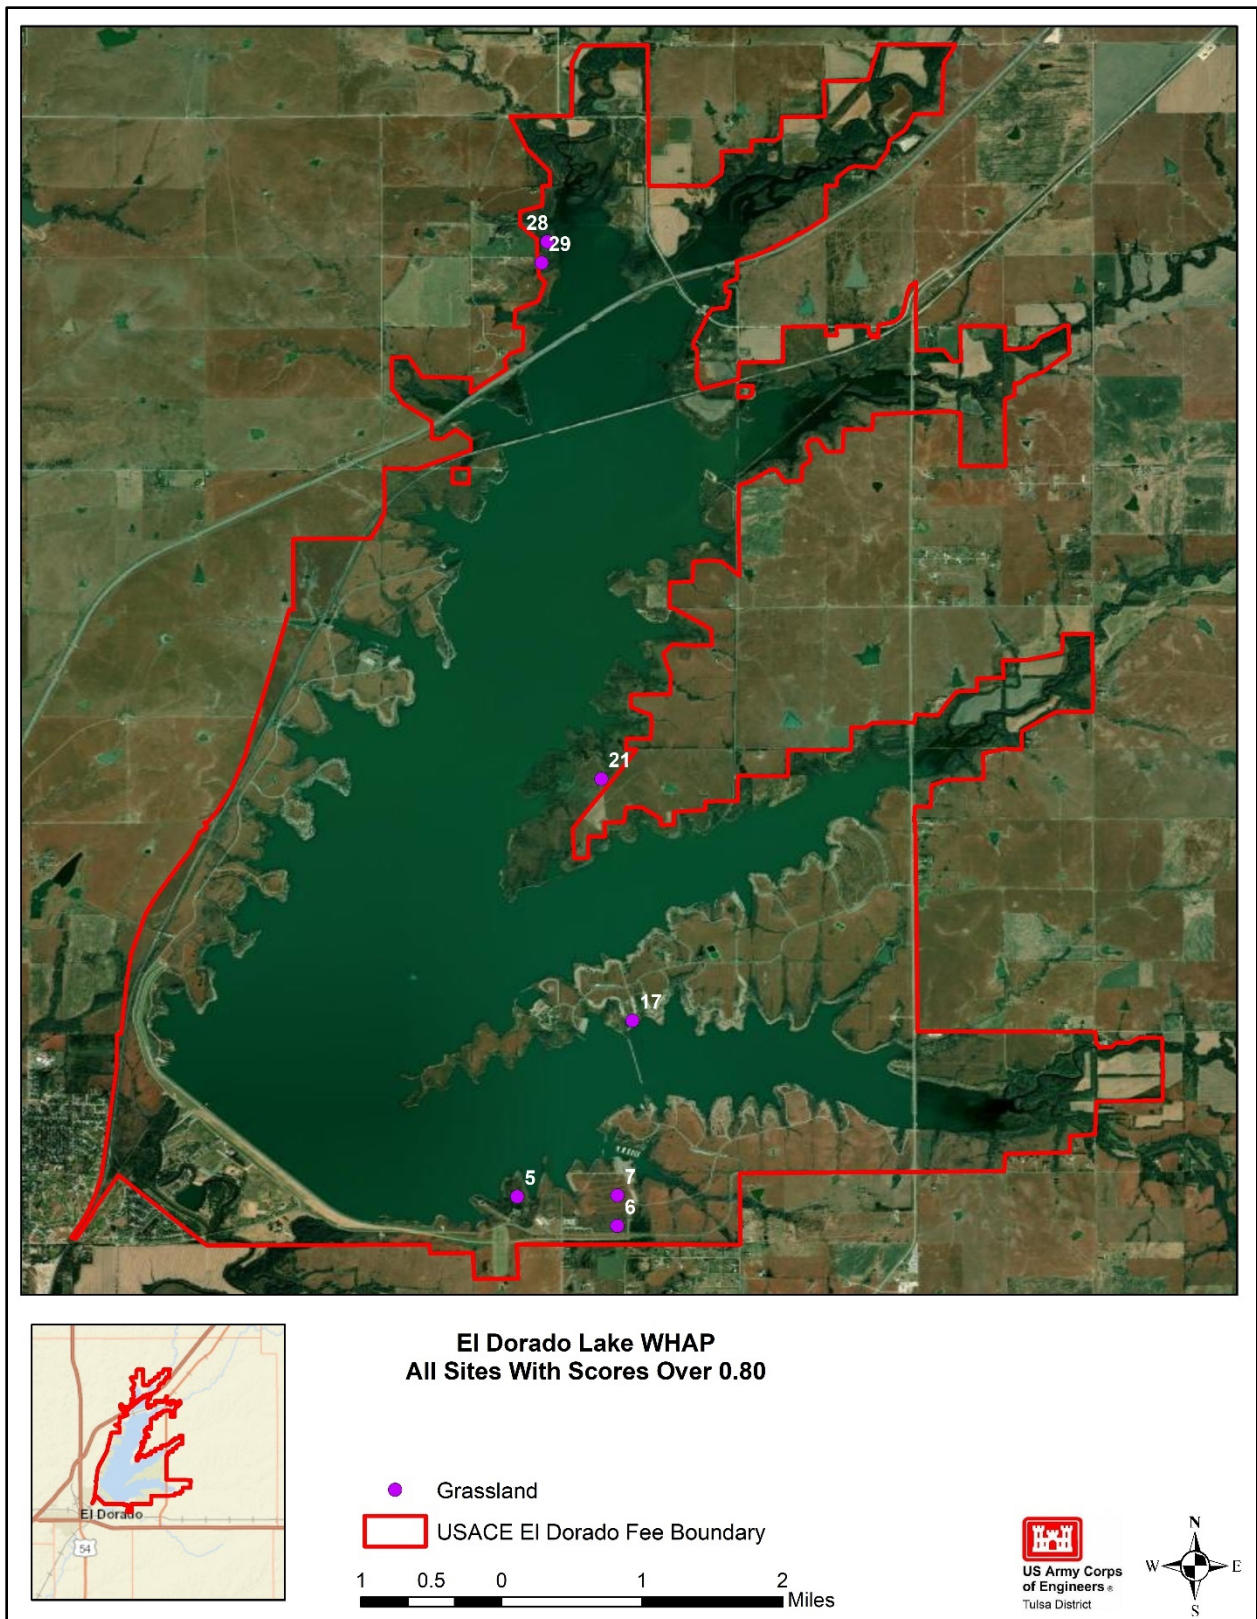 28
29
21
17
5
7
6
El Dorado Lake WHAP
All Sites With Scores Over 0.80
Grassland
USACE El Dorado Fee Boundary
1 0.5 0 1 2
Miles
El Dorado
54
US Army Corps
of Engineers ®
Tulsa District
N
W E
S